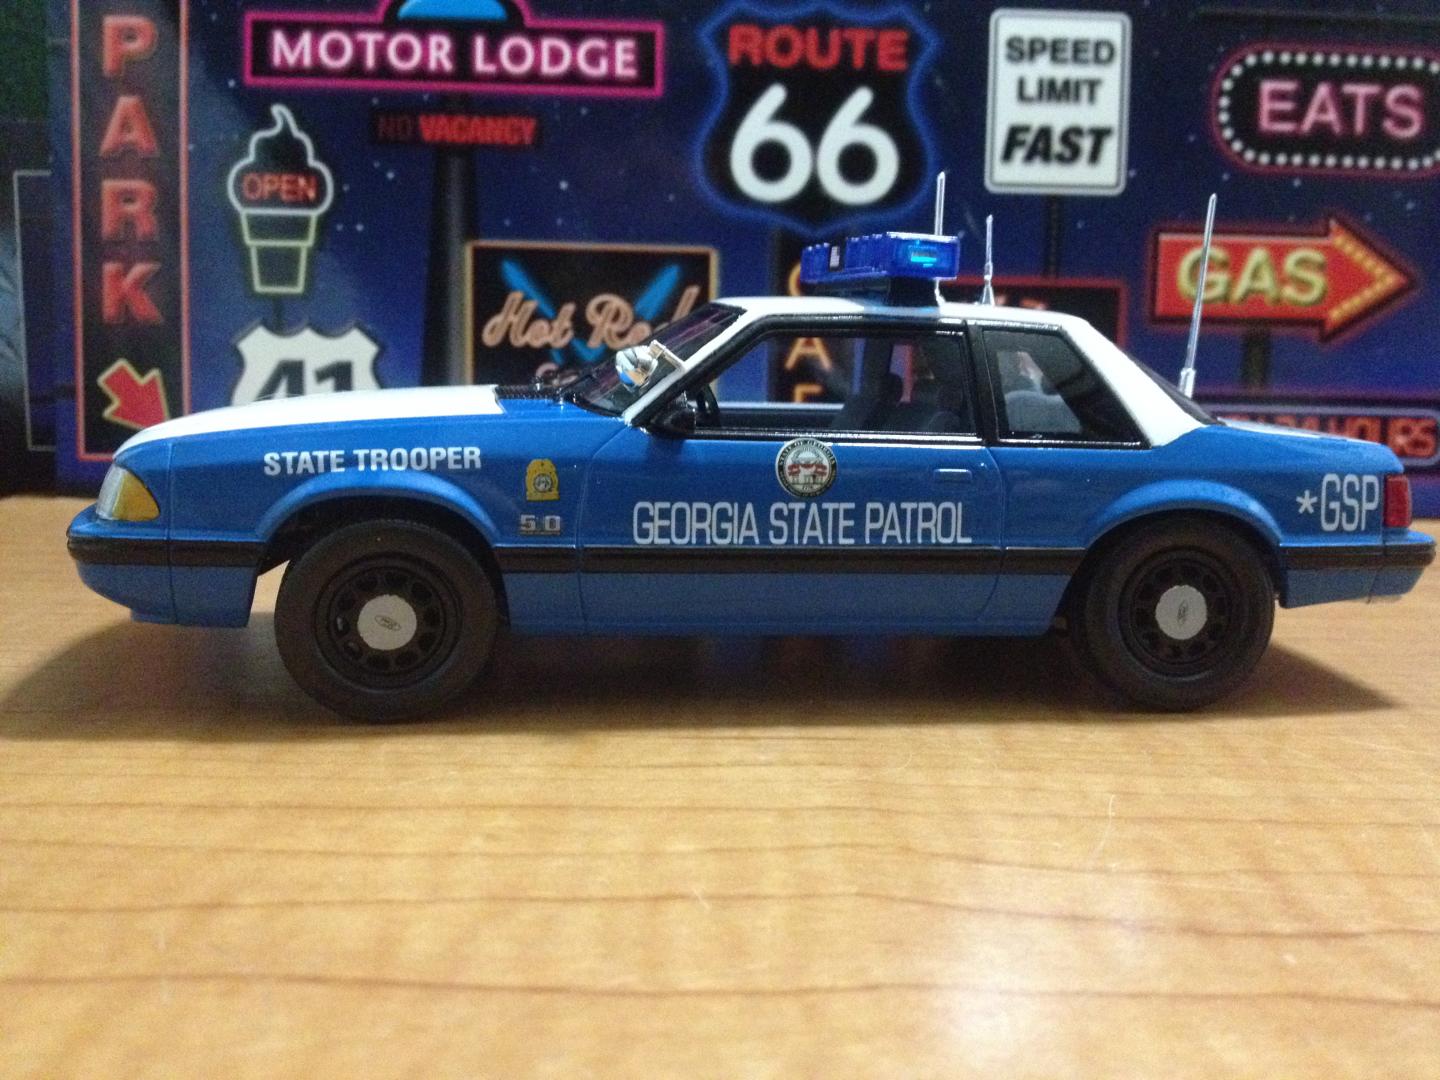 PARK
MOTOR LODGE
NO VACANCY
OPEN
41
Hot Rod
ROUTE
66
SPEED
LIMIT
FAST
EATS
GAS
HOURS
STATE TROOPER
5.0
GEORGIA STATE PATROL
*GSP